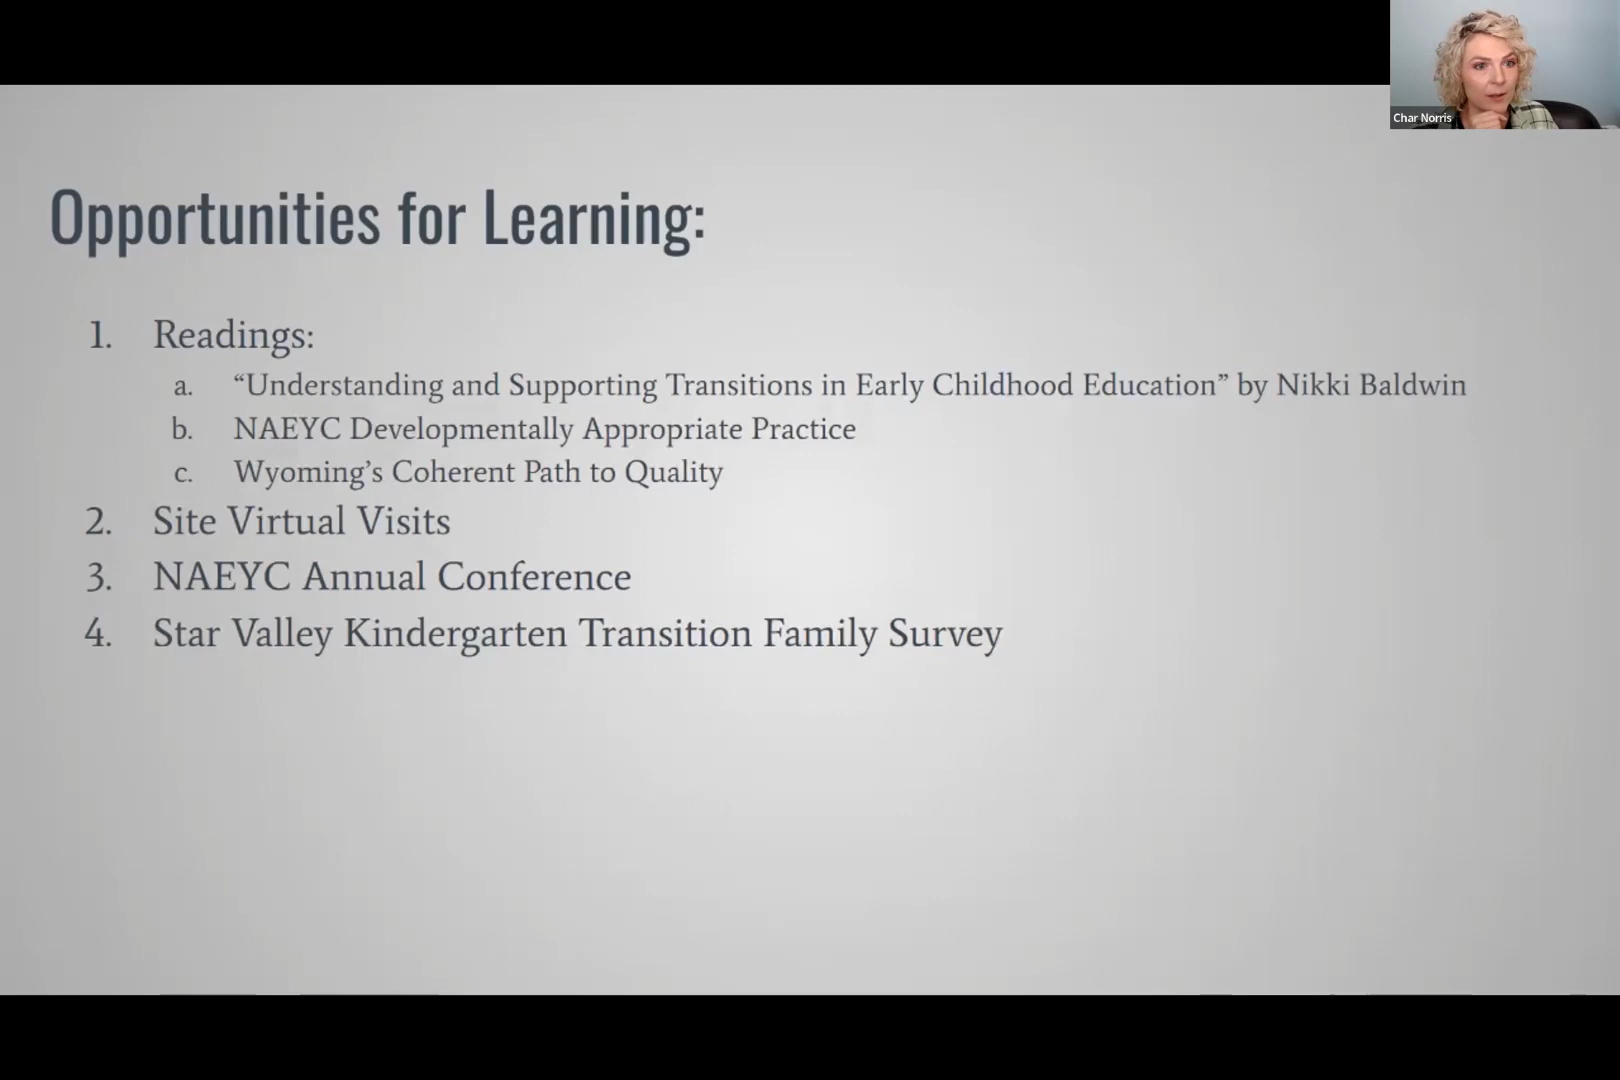 Char Norris
Opportunities for Learning:
1. Readings:
a. “Understanding and Supporting Transitions in Early Childhood Education” by Nikki Baldwin
b. NAEYC Developmentally Appropriate Practice
c. Wyoming’s Coherent Path to Quality
2. Site Virtual Visits
3. NAEYC Annual Conference
4. Star Valley Kindergarten Transition Family Survey